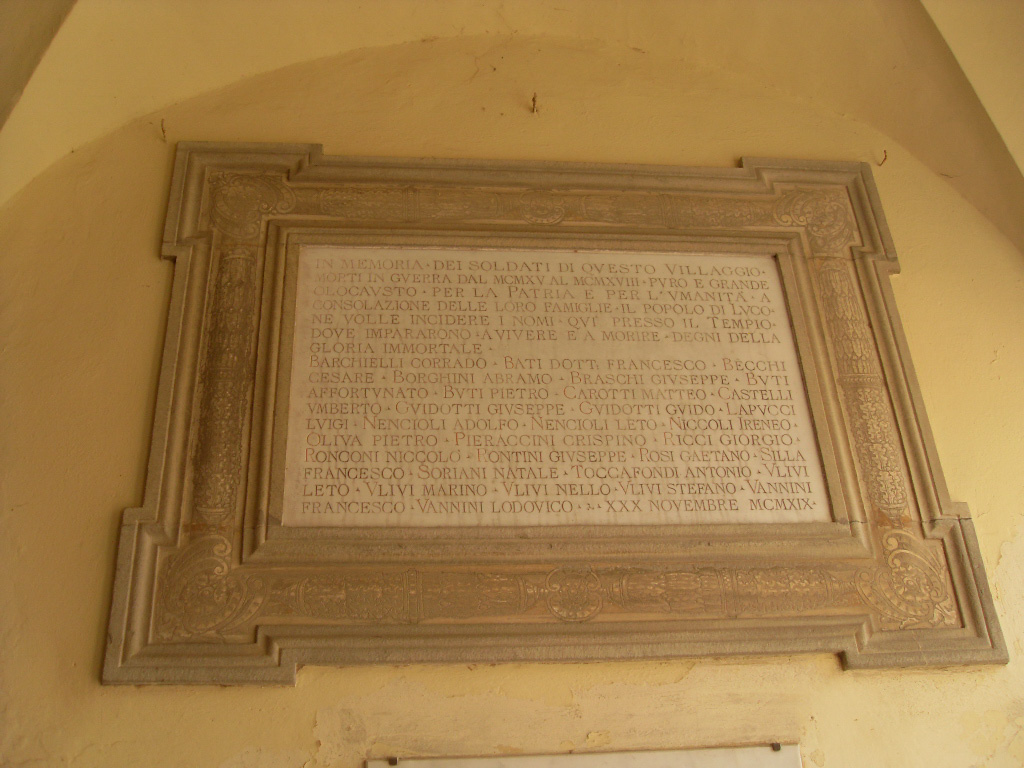 IN MEMORIA · DEI SOLDATI DI QVESTO VILLAGGIO ·
MORTI IN GVERRA DAL MCMXV AL MCMXVIII · PVRO E GRANDE
OLOCAVSTO · PER LA PATRIA E PER L'VMANITÀ · A
CONSOLAZIONE DELLE LORO FAMIGLIE · IL POPOLO DI LVCO =
NE VOLLE INCIDERE I NOMI · QVI PRESSO IL TEMPIO ·
DOVE IMPARARONO · A VIVERE E A MORIRE · DEGNI DELLA
GLORIA IMMORTALE ·
BARCHIELLI CORRADO · BATI DOTT: FRANCESCO · BECCHI
CESARE · BORGHINI ABRAMO · BRASCHI GIVSEPPE · BVTI
AFFORTVNATO · BVTI PIETRO · CAROTTI MATTEO · CASTELLI
VMBERTO · GVIDOTTI GIVSEPPE · GVIDOTTI GVIDO · LAPVCCI
LVIGI · NENCIOLI ADOLFO · NENCIOLI LETO · NICCOLI IRENEO ·
OLIVA PIETRO · PIERACCINI CRISPINO · RICCI GIORGIO ·
RONCONI NICCOLO · RONTINI GIVSEPPE · ROSI GAETANO · SILLA
FRANCESCO · SORIANI NATALE · TOCCAFONDI ANTONIO · VLIVI
LETO · VLIVI MARINO · VLIVI NELLO · VLIVI STEFANO · VANNINI
FRANCESCO · VANNINI LODOVICO · XXX NOVEMBRE MCMXIX ·